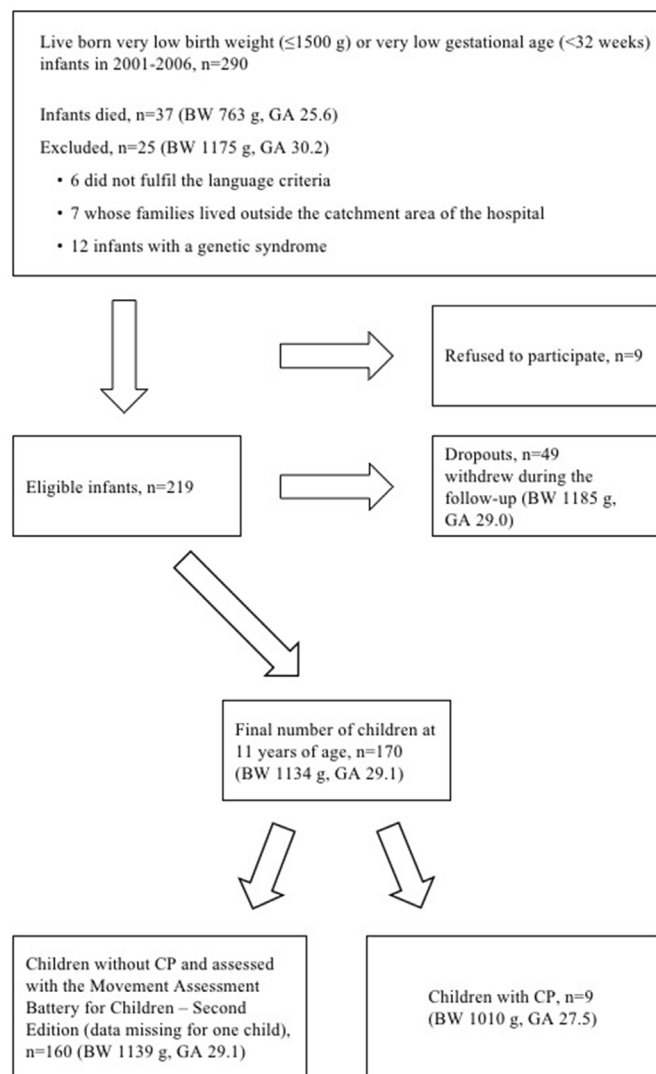 Live born very low birth weight (≤1500 g) or very low gestational age (<32 weeks)
infants in 2001-2006, n=290
Infants died, n=37 (BW 763 g, GA 25.6)
Excluded, n=25 (BW 1175 g, GA 30.2)
• 6 did not fulfil the language criteria
• 7 whose families lived outside the catchment area of the hospital
• 12 infants with a genetic syndrome
Refused to participate, n=9
Eligible infants, n=219
Dropouts, n=49
withdrew during the
follow-up (BW 1185 g,
GA 29.0)
Final number of children at
11 years of age, n=170
(BW 1134 g, GA 29.1)
Children without CP and assessed
with the Movement Assessment
Battery for Children – Second
Edition (data missing for one child),
n=160 (BW 1139 g, GA 29.1)
Children with CP, n=9
(BW 1010 g, GA 27.5)